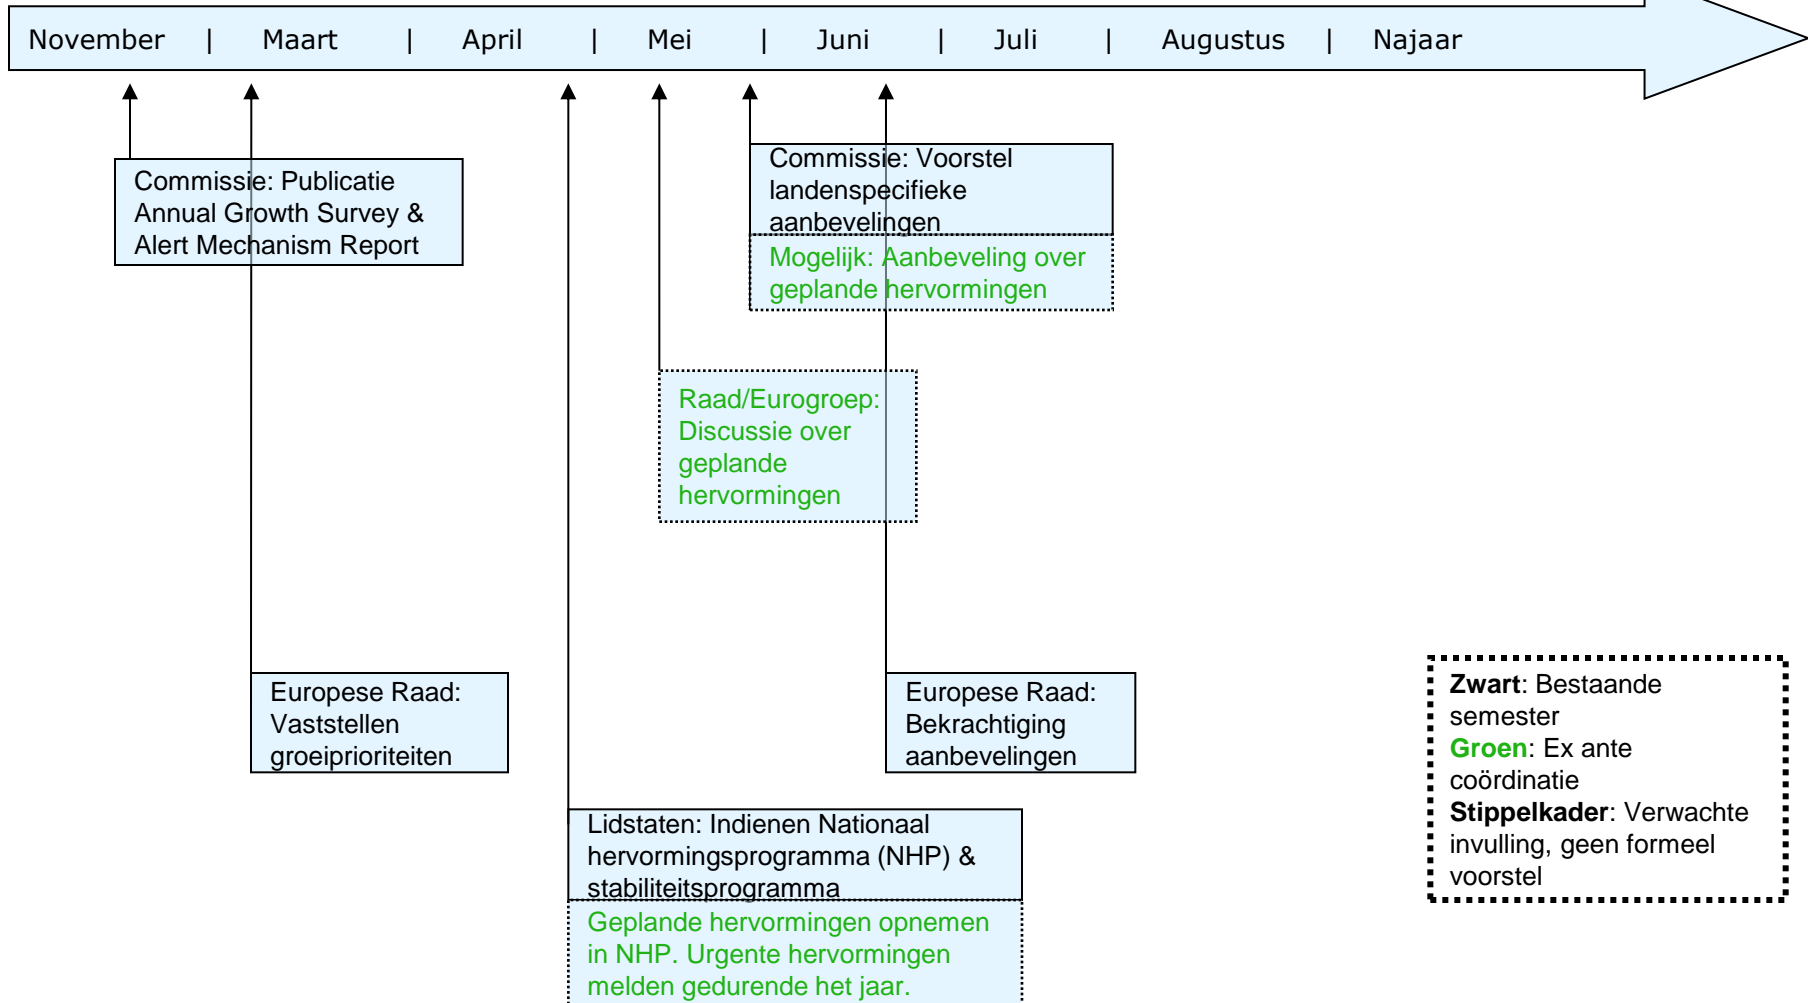 November | Maart | April | Mei | Juni | Juli | Augustus | Najaar
Commissie: Publicatie
Annual Growth Survey &
Alert Mechanism Report
Commissie: Voorstel
landenspecifieke
aanbevelingen
Mogelijk: Aanbeveling over
geplande hervormingen
Raad/Eurogroep:
Discussie over
geplande
hervormingen
Europese Raad:
Vaststellen
groeiprioriteiten
Europese Raad:
Bekrachtiging
aanbevelingen
Lidstaten: Indienen Nationaal
hervormingsprogramma (NHP) &
stabiliteitsprogramma
Geplande hervormingen opnemen
in NHP. Urgente hervormingen
melden gedurende het jaar.
Zwart: Bestaande
semester
Groen: Ex ante
coördinatie
Stippelkader: Verwachte
invulling, geen formeel
voorstel